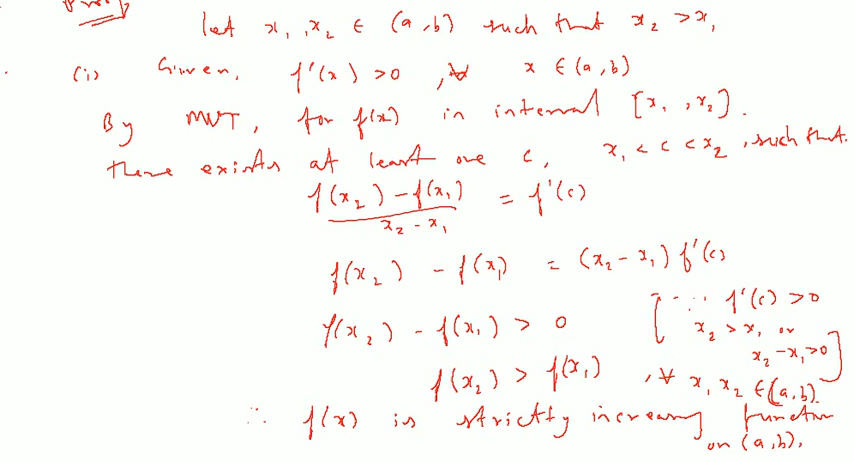 Proof
let x₁, x₂ ∈ (a,b) such that x₂ > x₁
(i) Given, f'(x) > 0, ∀ x ∈ (a,b)
By MVT, for f(x) in interval [x₁, x₂].
there exists at least one c, x₁ < c < x₂, such that.
f(x₂) - f(x₁) / x₂ - x₁ = f'(c)
f(x₂) - f(x₁) = (x₂ - x₁) f'(c)
f(x₂) - f(x₁) > 0 [∵ f'(c) > 0
x₂ > x₁ or
x₂ - x₁ > 0]
f(x₂) > f(x₁), ∀ x₁ x₂ ∈ (a,b).
∴ f(x) is strictly increasing function
on (a,b).